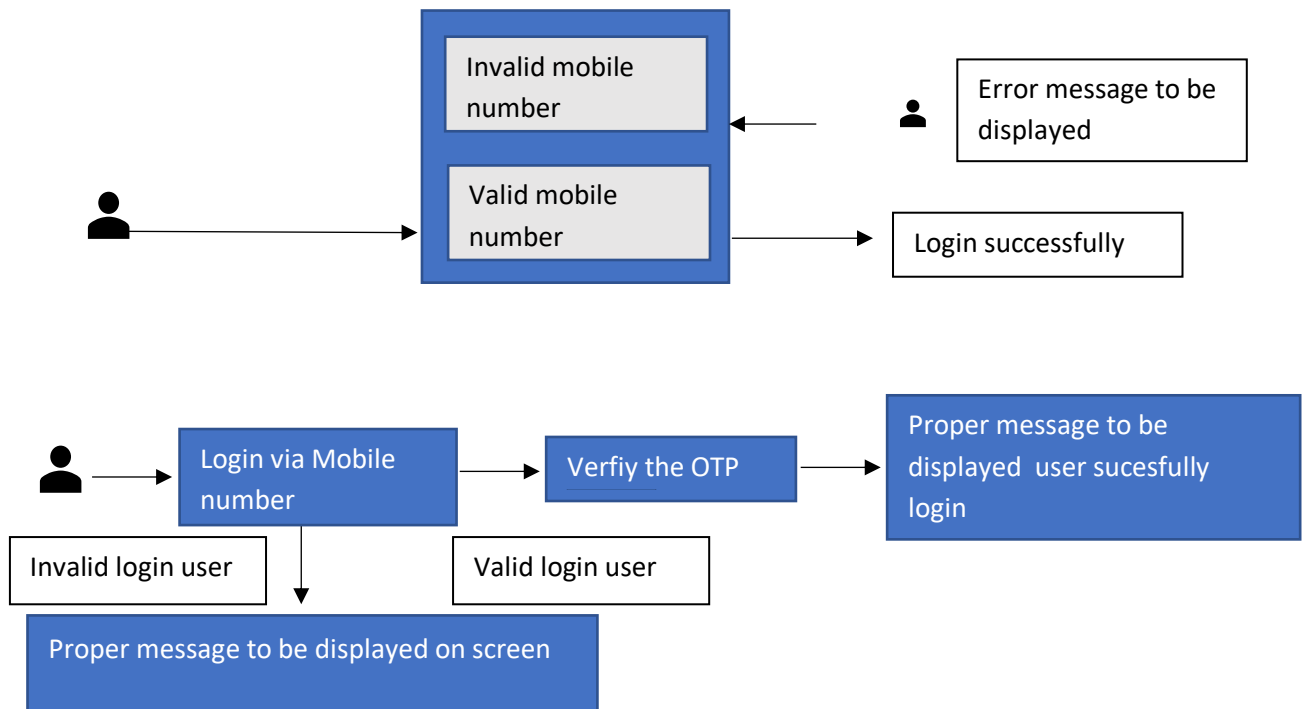 Invalid mobile
number
Error message to be
displayed
Valid mobile
number
Login successfully
Login via Mobile
number
Verfiy the OTP
Proper message to be
displayed  user sucesfully
login
Invalid login user
Valid login user
Proper message to be displayed on screen